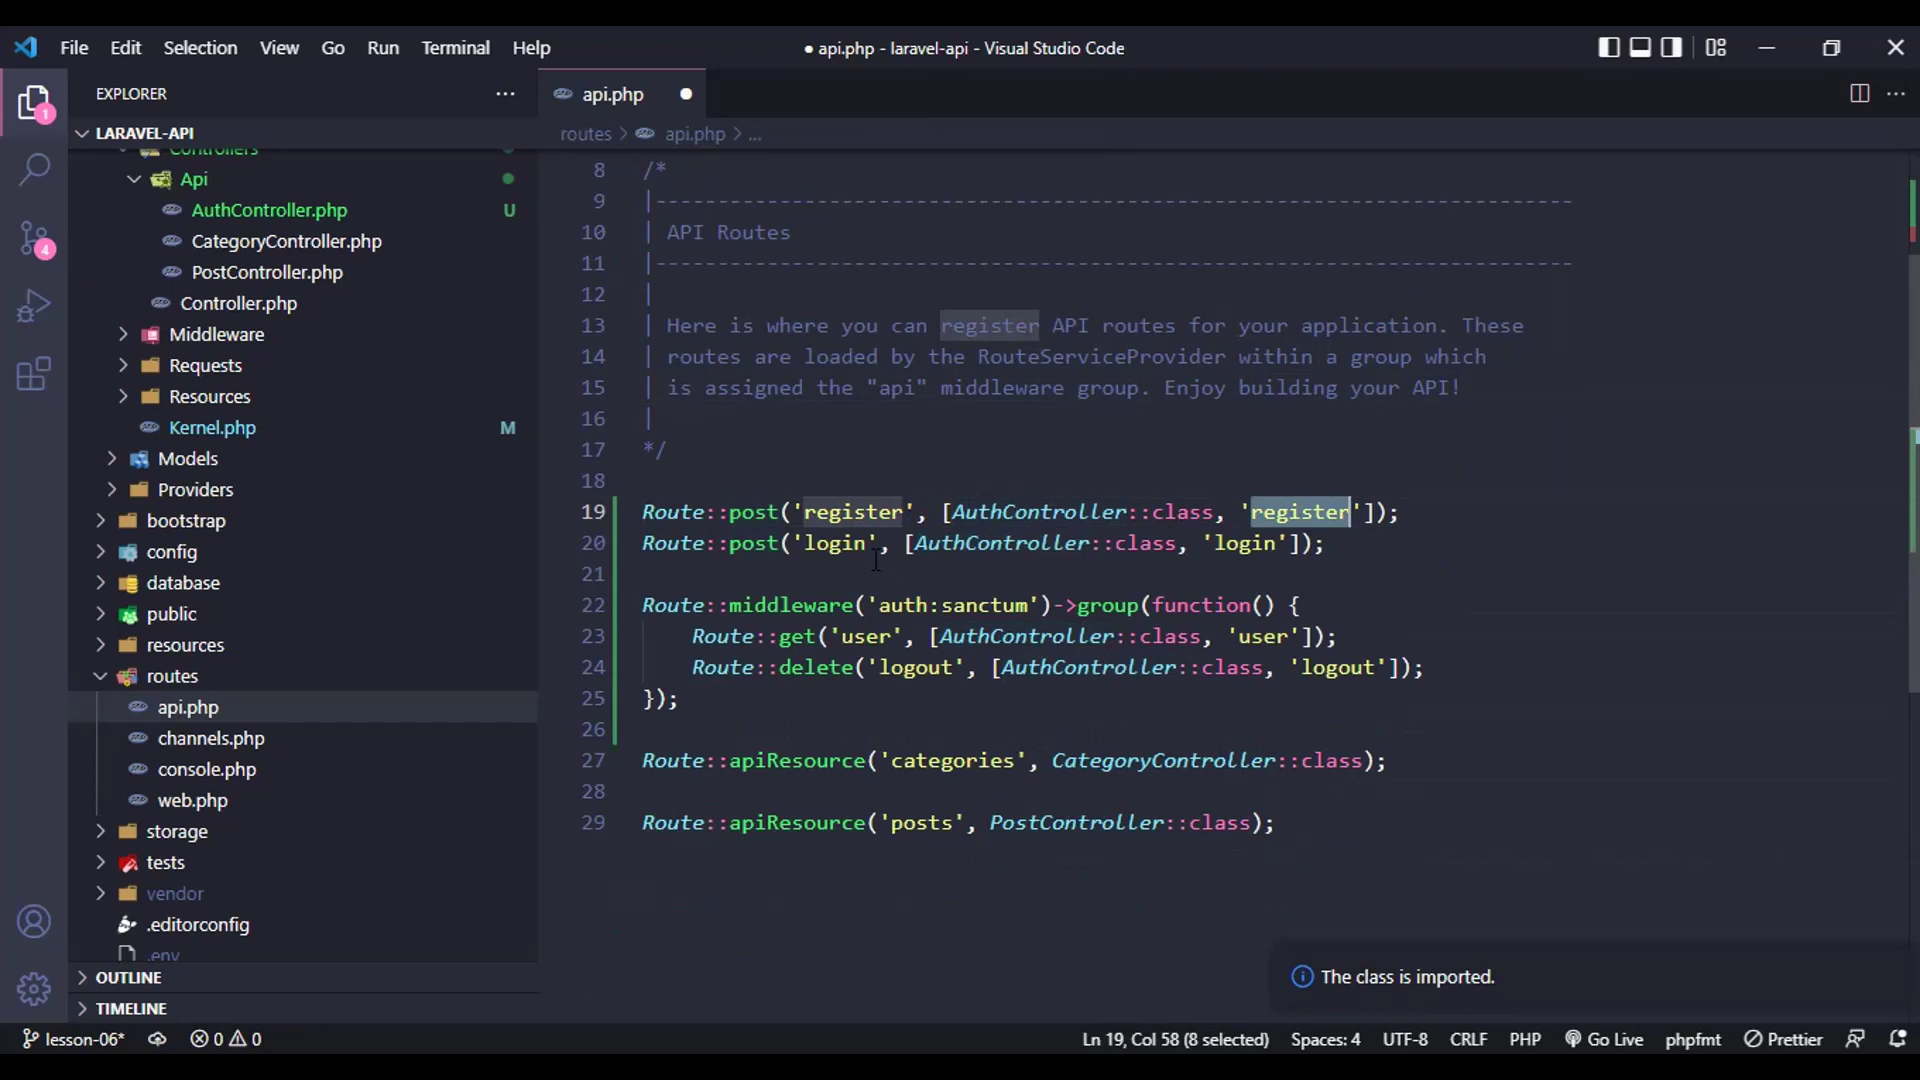 File Edit Selection View Go Run Terminal Help
● api.php - laravel-api - Visual Studio Code
EXPLORER
api.php
LARAVEL-API
routes > api.php > ...
1
4
Controllers
Api
AuthController.php U
CategoryController.php
PostController.php
Controller.php
Middleware
Requests
Resources
Kernel.php M
Models
Providers
bootstrap
config
database
public
resources
routes
api.php
channels.php
console.php
web.php
storage
tests
vendor
.editorconfig
.env
OUTLINE
TIMELINE
8 /*
9 |--------------------------------------------------------------------------
10 | API Routes
11 |--------------------------------------------------------------------------
12 |
13 | Here is where you can register API routes for your application. These
14 | routes are loaded by the RouteServiceProvider within a group which
15 | is assigned the "api" middleware group. Enjoy building your API!
16 |
17 */
18
19 Route::post('register', [AuthController::class, 'register']);
20 Route::post('login', [AuthController::class, 'login']);
21
22 Route::middleware('auth:sanctum')->group(function() {
23 Route::get('user', [AuthController::class, 'user']);
24 Route::delete('logout', [AuthController::class, 'logout']);
25 });
26
27 Route::apiResource('categories', CategoryController::class);
28
29 Route::apiResource('posts', PostController::class);
The class is imported.
lesson-06* 0 0 Ln 19, Col 58 (8 selected) Spaces: 4 UTF-8 CRLF PHP Go Live phpfmt Prettier